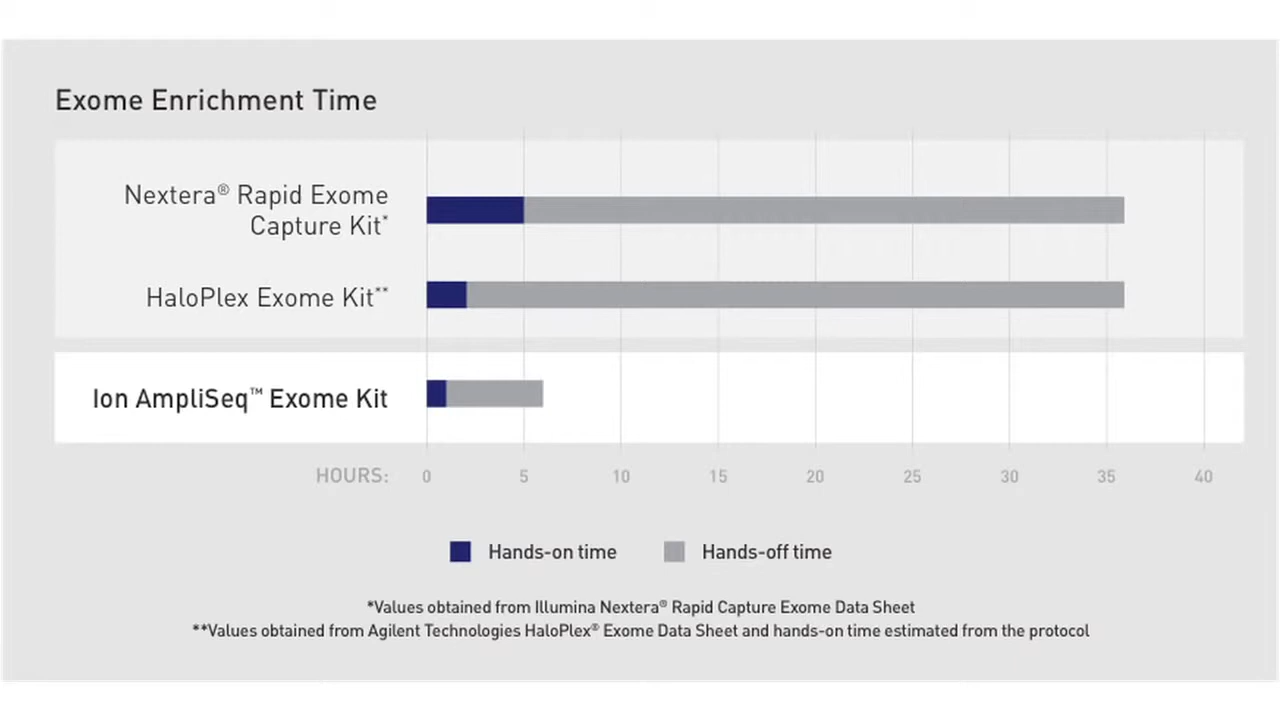 Exome Enrichment Time
Nextera® Rapid Exome
Capture Kit*
HaloPlex Exome Kit**
Ion AmpliSeq™ Exome Kit
HOURS: 0 5 10 15 20 25 30 35 40
Hands-on time Hands-off time
*Values obtained from Illumina Nextera® Rapid Capture Exome Data Sheet
**Values obtained from Agilent Technologies HaloPlex® Exome Data Sheet and hands-on time estimated from the protocol